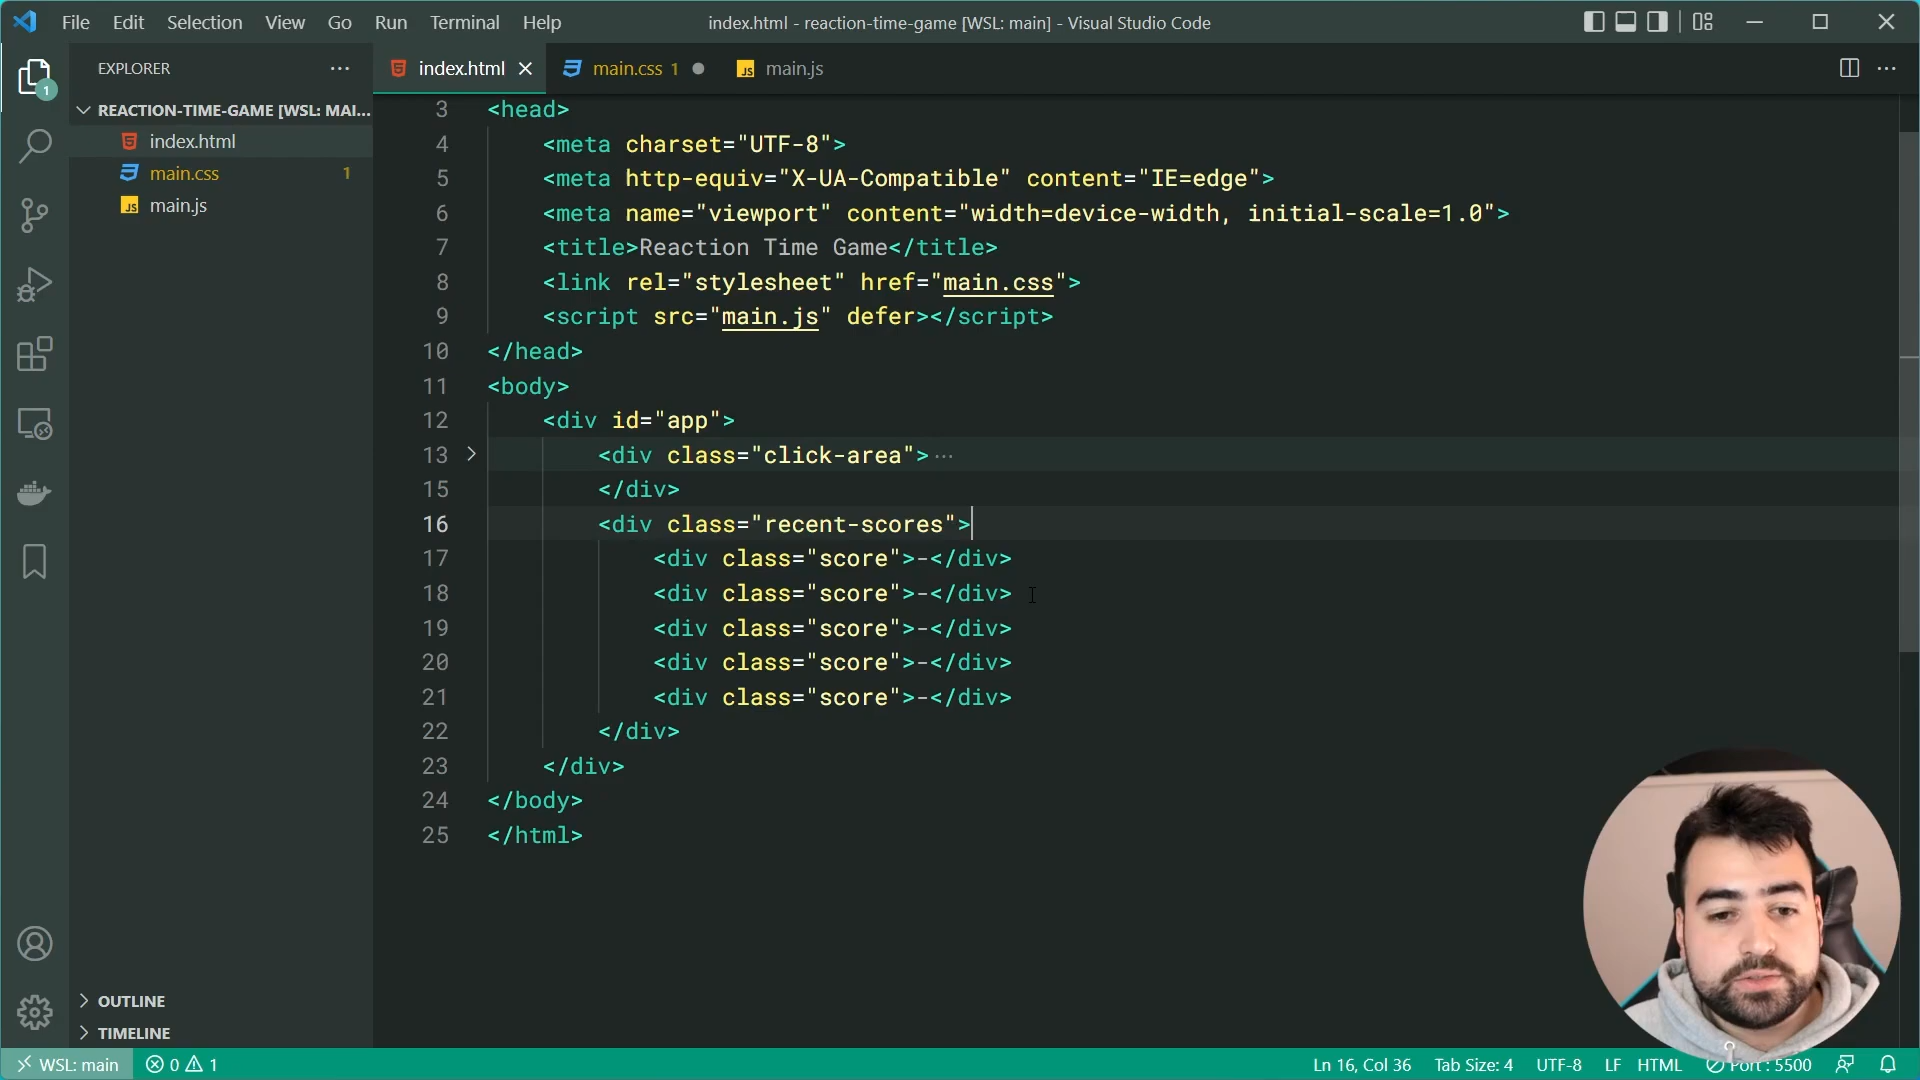 File Edit Selection View Go Run Terminal Help
index.html - reaction-time-game [WSL: main] - Visual Studio Code
EXPLORER
1
REACTION-TIME-GAME [WSL: MAI...
index.html
main.css 1
JS main.js
index.html
main.css 1
JS main.js
3 <head>
4 <meta charset="UTF-8">
5 <meta http-equiv="X-UA-Compatible" content="IE=edge">
6 <meta name="viewport" content="width=device-width, initial-scale=1.0">
7 <title>Reaction Time Game</title>
8 <link rel="stylesheet" href="main.css">
9 <script src="main.js" defer></script>
10 </head>
11 <body>
12 <div id="app">
13 <div class="click-area">…
15 </div>
16 <div class="recent-scores">
17 <div class="score">-</div>
18 <div class="score">-</div>
19 <div class="score">-</div>
20 <div class="score">-</div>
21 <div class="score">-</div>
22 </div>
23 </div>
24 </body>
25 </html>
OUTLINE
TIMELINE
WSL: main 0 1
Ln 16, Col 36 Tab Size: 4 UTF-8 LF HTML Port : 5500